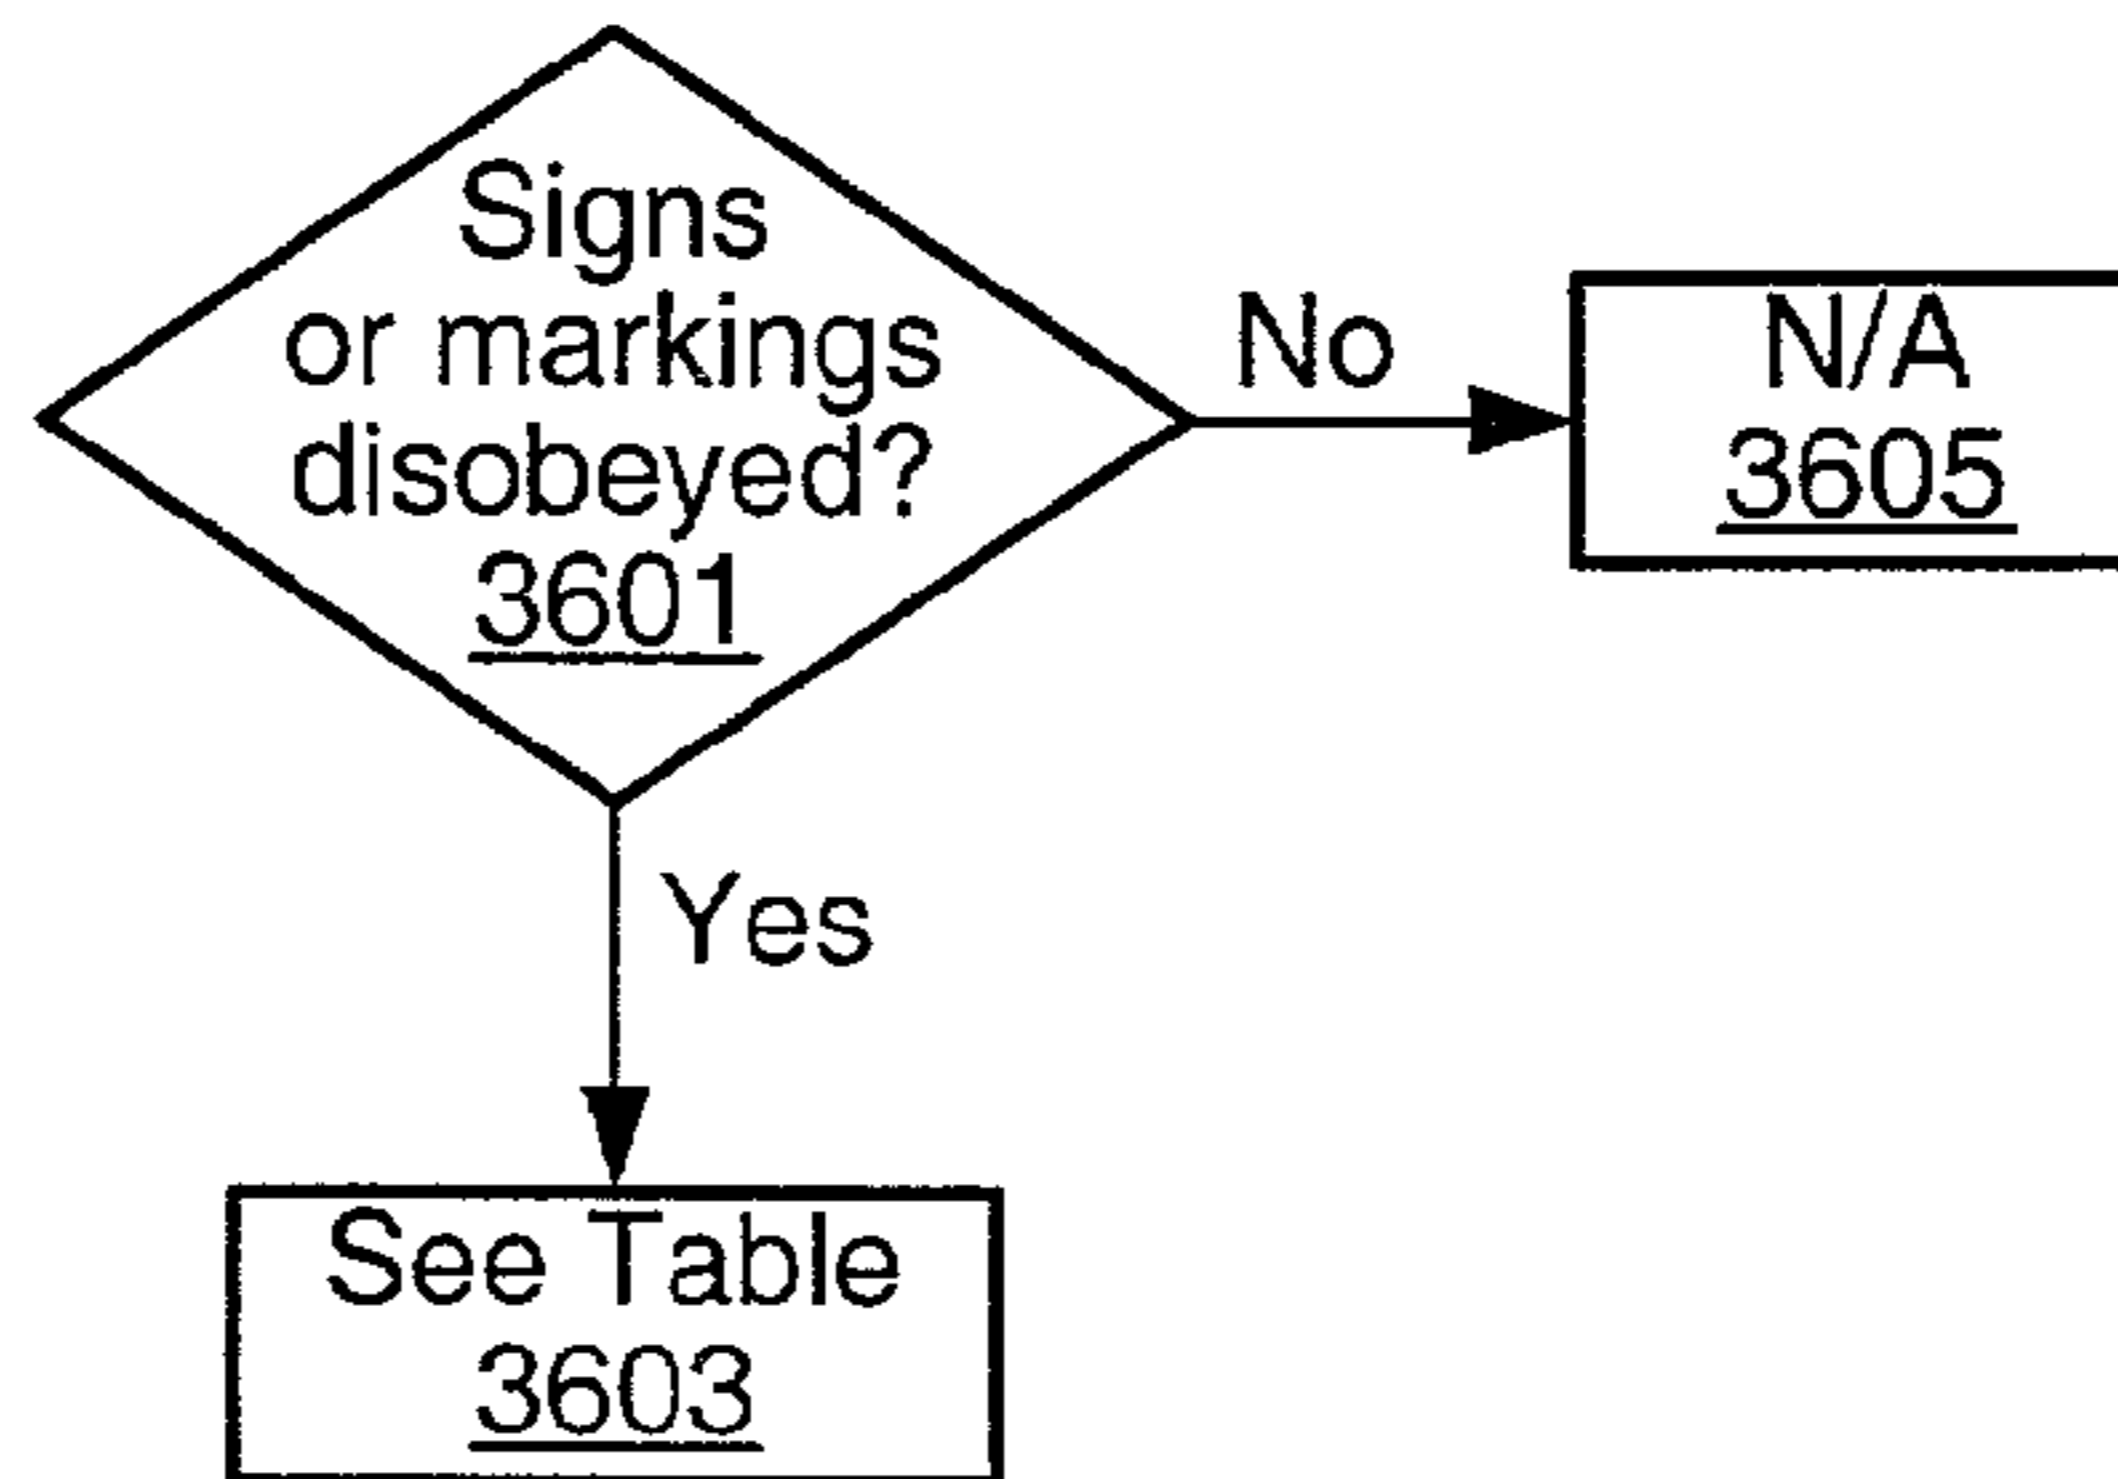 Signs
or markings
disobeyed?
3601
No
N/A
3605
Yes
See Table
3603